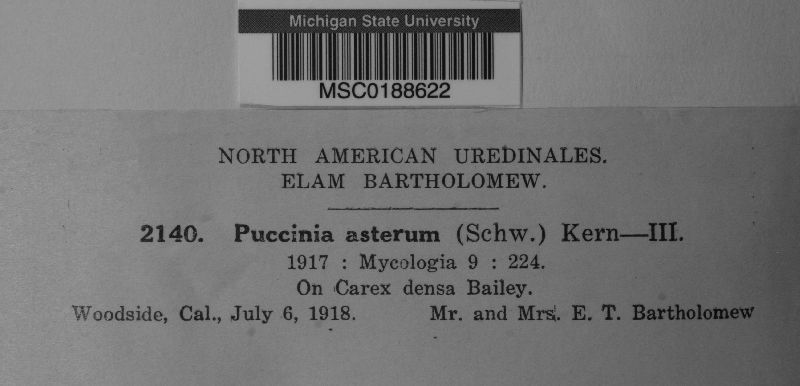 Michigan State University
MSC0188622
NORTH AMERICAN UREDINALES.
ELAM BARTHOLOMEW.
2140. Puccinia asterum (Schw.) Kern—III.
1917 : Mycologia 9 : 224.
On Carex densa Bailey.
Woodside, Cal., July 6, 1918. Mr. and Mrs. E. T. Bartholomew